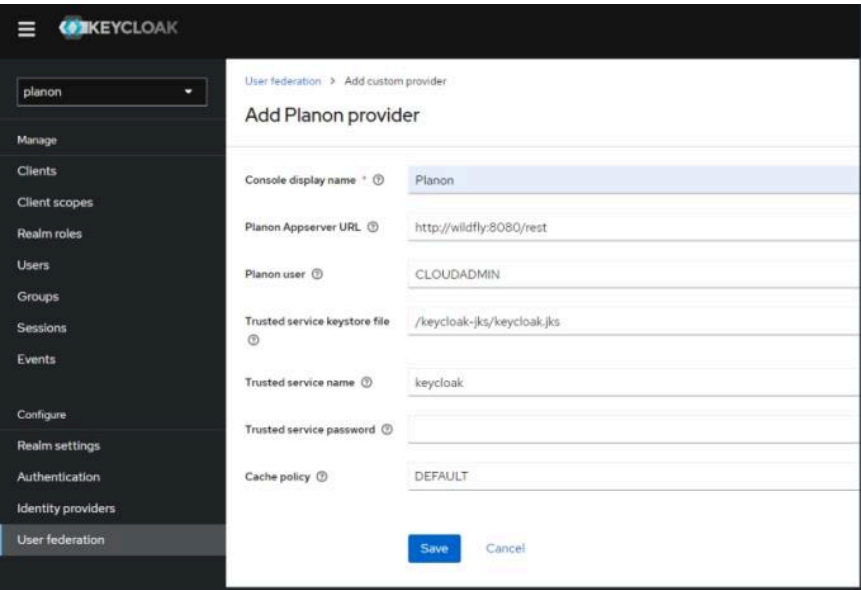 KEYCLOAK
planon
Manage
Clients
Client scopes
Realm roles
Users
Groups
Sessions
Events
Configure
Realm settings
Authentication
Identity providers
User federation
User federation > Add custom provider
Add Planon provider
Console display name * Planon
Planon Appserver URL http://wildfly:8080/rest
Planon user CLOUDADMIN
Trusted service keystore file /keycloak-jks/keycloak.jks
Trusted service name keycloak
Trusted service password
Cache policy DEFAULT
Save Cancel